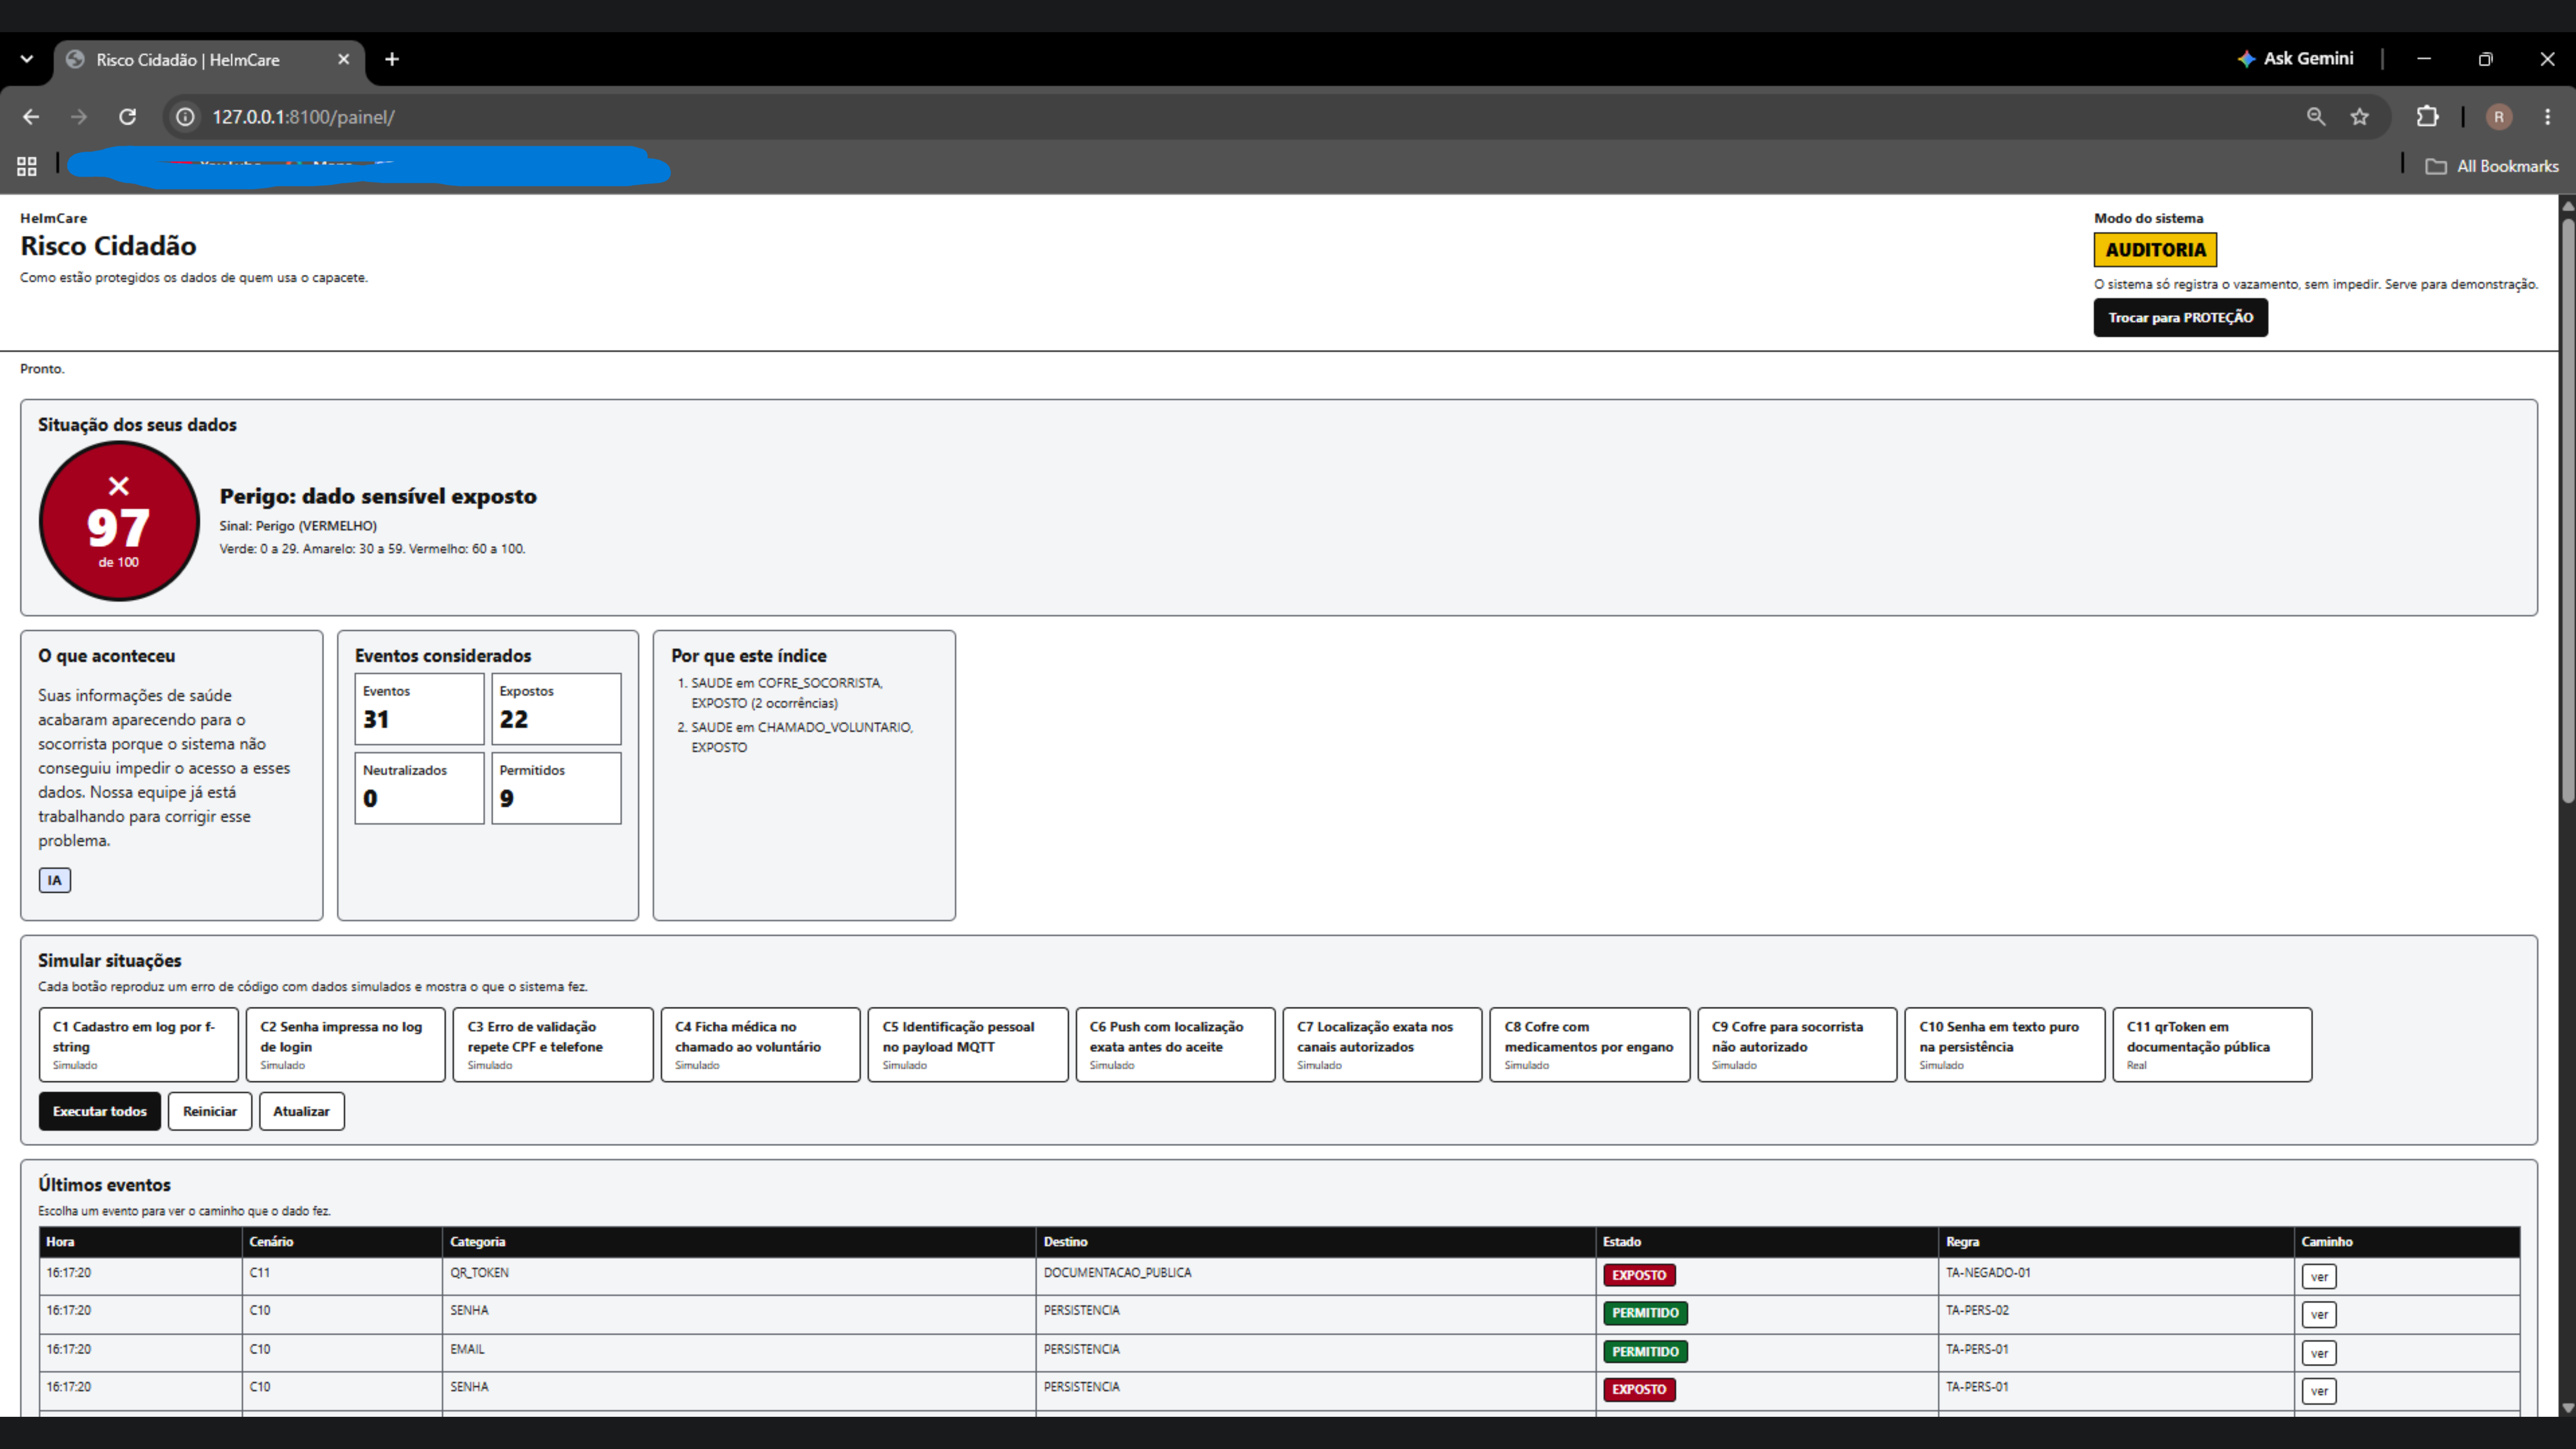 Risco Cidadão | HelmCare
Ask Gemini
127.0.0.1:8100/painel/
R
All Bookmarks
HelmCare
Risco Cidadão
Como estão protegidos os dados de quem usa o capacete.
Modo do sistema
AUDITORIA
O sistema só registra o vazamento, sem impedir. Serve para demonstração.
Trocar para PROTEÇÃO
Pronto.
Situação dos seus dados
97
de 100
Perigo: dado sensível exposto
Sinal: Perigo (VERMELHO)
Verde: 0 a 29. Amarelo: 30 a 59. Vermelho: 60 a 100.
O que aconteceu
Suas informações de saúde
acabaram aparecendo para o
socorrista porque o sistema não
conseguiu impedir o acesso a esses
dados. Nossa equipe já está
trabalhando para corrigir esse
problema.
IA
Eventos considerados
Eventos
31
Expostos
22
Neutralizados
0
Permitidos
9
Por que este índice
1. SAUDE em COFRE_SOCORRISTA,
EXPOSTO (2 ocorrências)
2. SAUDE em CHAMADO_VOLUNTARIO,
EXPOSTO
Simular situações
Cada botão reproduz um erro de código com dados simulados e mostra o que o sistema fez.
C1 Cadastro em log por f-
string
Simulado
C2 Senha impressa no log
de login
Simulado
C3 Erro de validação
repete CPF e telefone
Simulado
C4 Ficha médica no
chamado ao voluntário
Simulado
C5 Identificação pessoal
no payload MQTT
Simulado
C6 Push com localização
exata antes do aceite
Simulado
C7 Localização exata nos
canais autorizados
Simulado
C8 Cofre com
medicamentos por engano
Simulado
C9 Cofre para socorrista
não autorizado
Simulado
C10 Senha em texto puro
na persistência
Simulado
C11 qrToken em
documentação pública
Real
Executar todos
Reiniciar
Atualizar
Últimos eventos
Escolha um evento para ver o caminho que o dado fez.
Hora Cenário Categoria Destino Estado Regra Caminho
16:17:20 C11 QR_TOKEN DOCUMENTACAO_PUBLICA EXPOSTO TA-NEGADO-01 ver
16:17:20 C10 SENHA PERSISTENCIA PERMITIDO TA-PERS-02 ver
16:17:20 C10 EMAIL PERSISTENCIA PERMITIDO TA-PERS-01 ver
16:17:20 C10 SENHA PERSISTENCIA EXPOSTO TA-PERS-01 ver